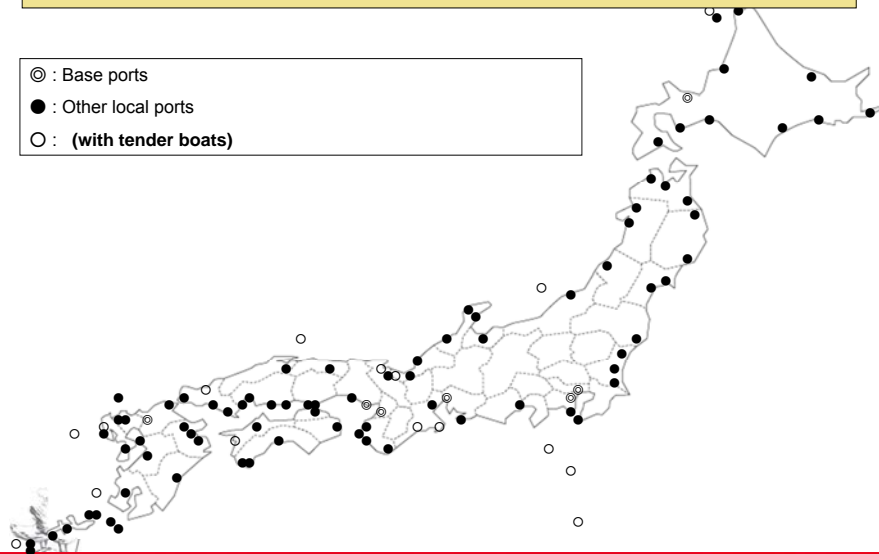 ◎ : Base ports
● : Other local ports
○ : (with tender boats)